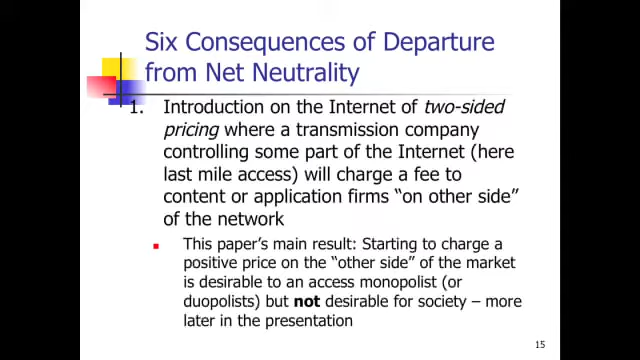 Six Consequences of Departure
from Net Neutrality
1. Introduction on the Internet of two-sided
pricing where a transmission company
controlling some part of the Internet (here
last mile access) will charge a fee to
content or application firms “on other side”
of the network
This paper's main result: Starting to charge a
positive price on the “other side” of the market
is desirable to an access monopolist (or
duopolists) but not desirable for society – more
later in the presentation
15